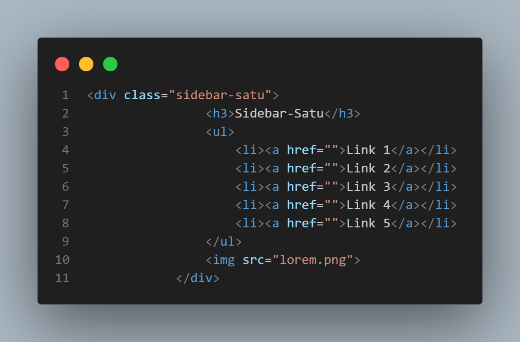 1 <div class="sidebar-satu">
2 <h3>Sidebar-Satu</h3>
3 <ul>
4 <li><a href="">Link 1</a></li>
5 <li><a href="">Link 2</a></li>
6 <li><a href="">Link 3</a></li>
7 <li><a href="">Link 4</a></li>
8 <li><a href="">Link 5</a></li>
9 </ul>
10 <img src="lorem.png">
11 </div>